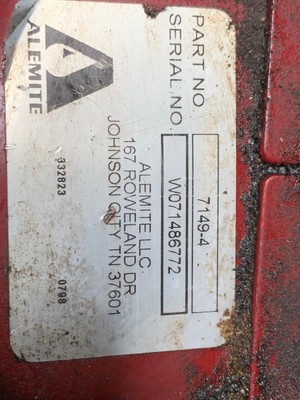 ALEMITE
PART NO. 7149-4
SERIAL NO. W071486772
ALEMITE LLC.
167 ROWELAND DR
JOHNSON CITY TN 37601
332823 0798